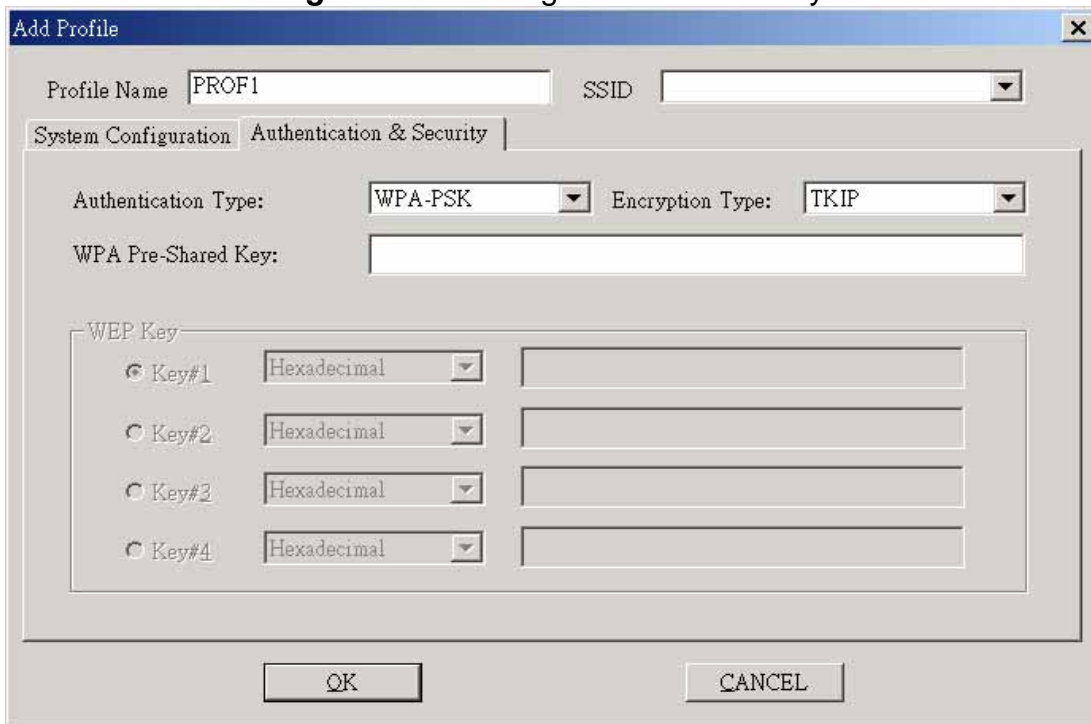 Add Profile
Profile Name PROF1 SSID
System Configuration Authentication & Security
Authentication Type: WPA-PSK Encryption Type: TKIP
WPA Pre-Shared Key:
WEP Key
Key#1 Hexadecimal
Key#2 Hexadecimal
Key#3 Hexadecimal
Key#4 Hexadecimal
OK CANCEL